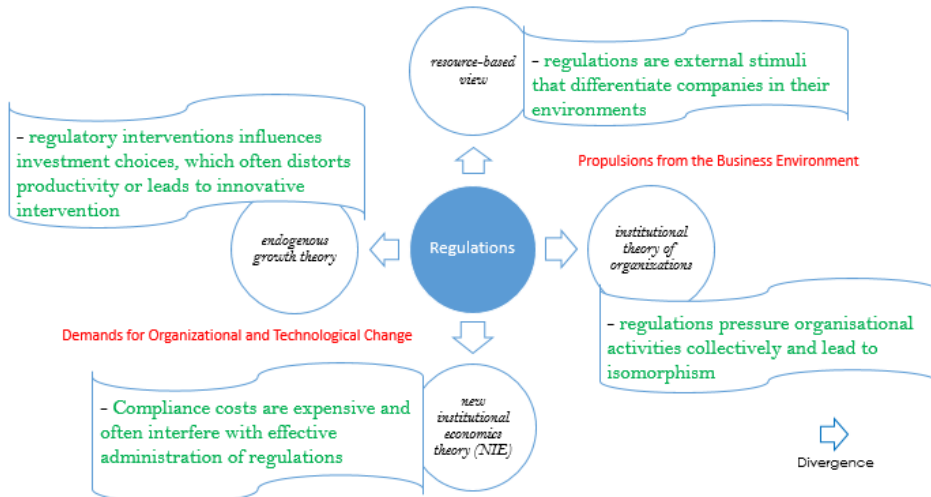 resource-based
view
- regulations are external stimuli
that differentiate companies in their
environments
- regulatory interventions influences
investment choices, which often distorts
productivity or leads to innovative
intervention
Propulsions from the Business Environment
endogenous
growth theory
Regulations
institutional
theory of
organizations
Demands for Organizational and Technological Change
- regulations pressure organisational
activities collectively and lead to
isomorphism
- Compliance costs are expensive and
often interfere with effective
administration of regulations
new
institutional
economics
theory (NIE)
Divergence